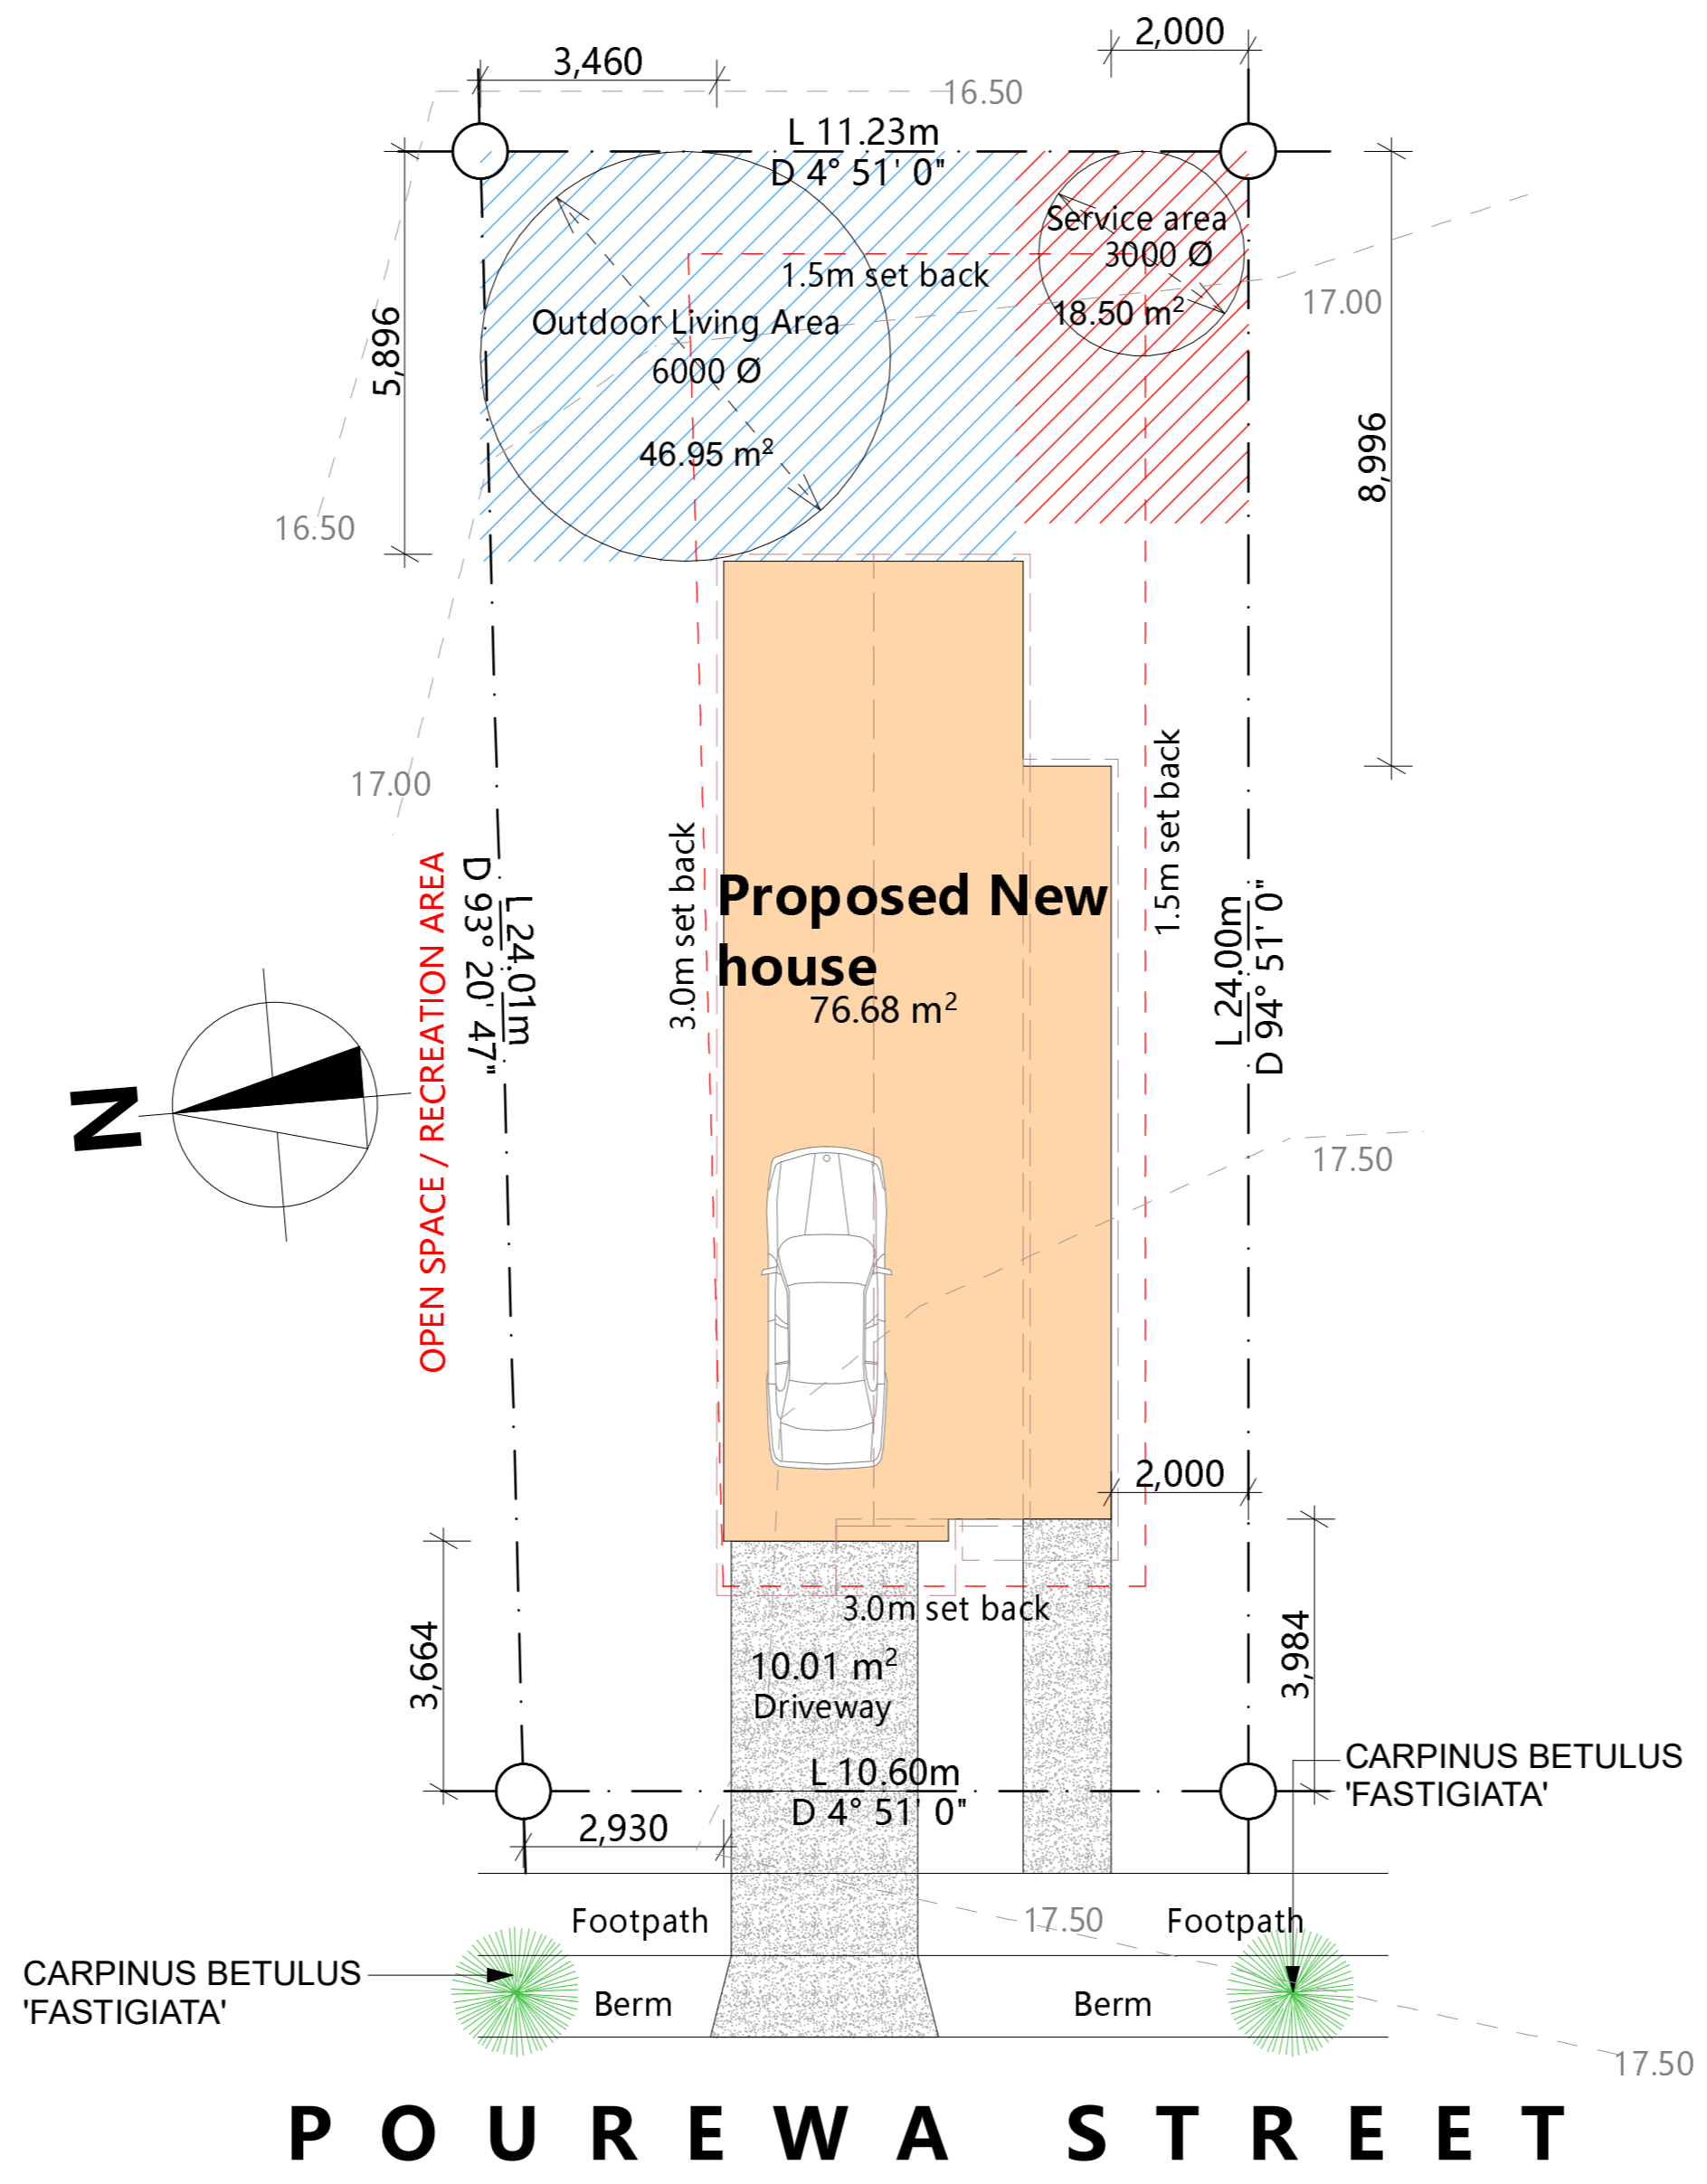 2,000
3,460
16.50
L 11.23m
D 4° 51' 0"
Service area
3000 Ø
18.50 m²
1.5m set back
17.00
Outdoor Living Area
6000 Ø
46.95 m²
5,896
8,996
16.50
17.00
3.0m set back
1.5m set back
OPEN SPACE / RECREATION AREA
L 24.01m
D 93° 20' 47"
Proposed New
house
76.68 m²
L 24.00m
D 94° 51' 0"
N
17.50
2,000
3.0m set back
3,664
3,984
10.01 m²
Driveway
L 10.60m
D 4° 51' 0"
CARPINUS BETULUS
'FASTIGIATA'
2,930
Footpath
17.50
Footpath
CARPINUS BETULUS
'FASTIGIATA'
Berm
Berm
17.50
POUREWA STREET